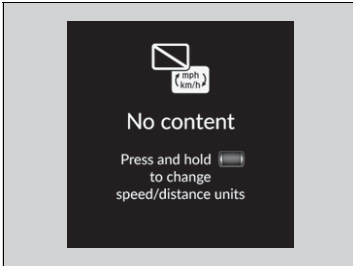 mph
km/h
No content
Press and hold
to change
speed/distance units